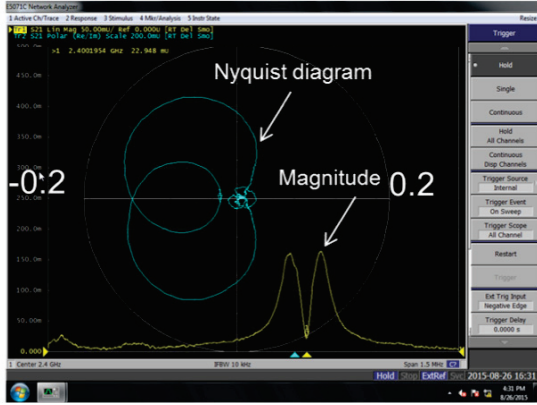 E5071C Network Analyzer
1 Active Ch/Trace 2 Response 3 Stimulus 4 Mkr/Analysis 5 Instr State
Resize
Tr1 S21 Lin Mag 50.00mU/ Ref 0.000U [RT Del Smo]
Tr2 S21 Polar (Re/Im) Scale 200.0mU [RT Del Smo]
>1 2.4001954 GHz 22.948 mU
500.0m
450.0m
400.0m
350.0m
300.0m
250.0m
200.0m
150.0m
100.0m
50.00m
0.000
Nyquist diagram
Magnitude
-0.2
0.2
1 Center 2.4 GHz
IFBW 10 kHz
Span 1.5 MHz
Trigger
Hold
Single
Continuous
Hold
All Channels
Continuous
Disp Channels
Trigger Source
Internal
Trigger Event
On Sweep
Trigger Scope
All Channel
Restart
Trigger
Ext Trig Input
Negative Edge
Trigger Delay
0.0000 s
Hold Stop ExtRef Svc 2015-08-26 16:31
4:31 PM
8/26/2015